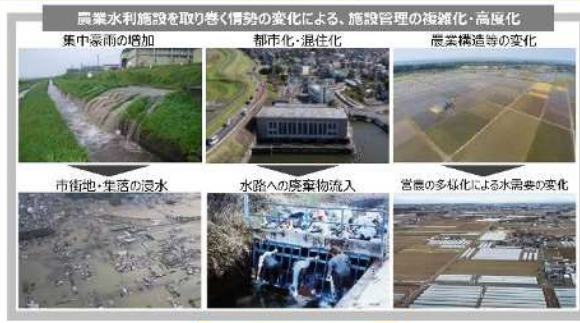 農業水利施設を取り巻く情勢の変化による、施設管理の複雑化・高度化
集中豪雨の増加
都市化・混住化
農業構造等の変化
市街地・集落の浸水
水路への廃棄物流入
営農の多様化による水需要の変化